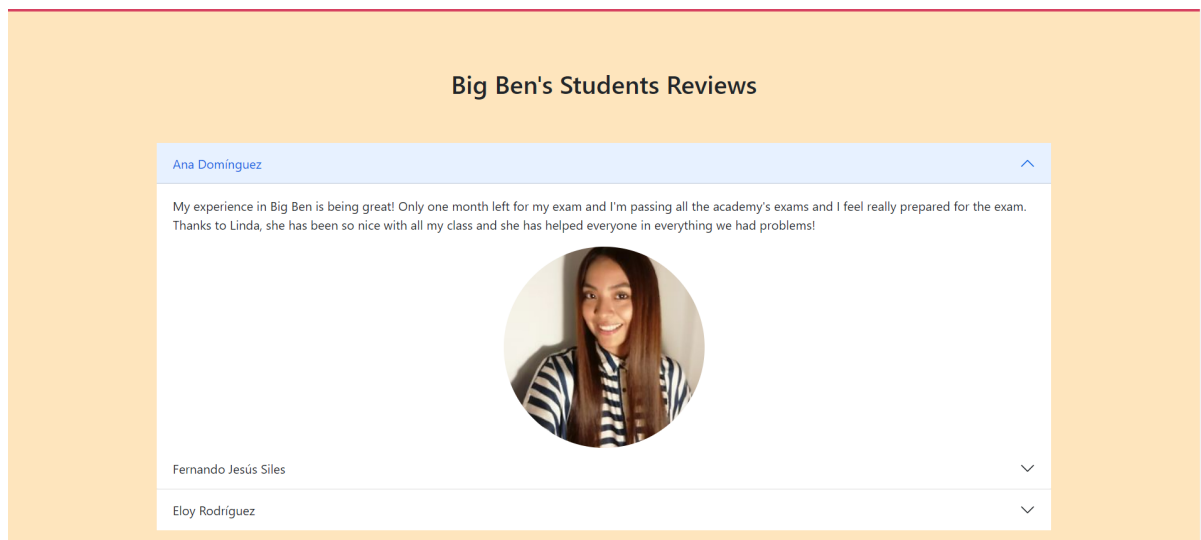 Big Ben's Students Reviews
Ana Domínguez
My experience in Big Ben is being great! Only one month left for my exam and I'm passing all the academy's exams and I feel really prepared for the exam.
Thanks to Linda, she has been so nice with all my class and she has helped everyone in everything we had problems!
Fernando Jesús Siles
Eloy Rodríguez